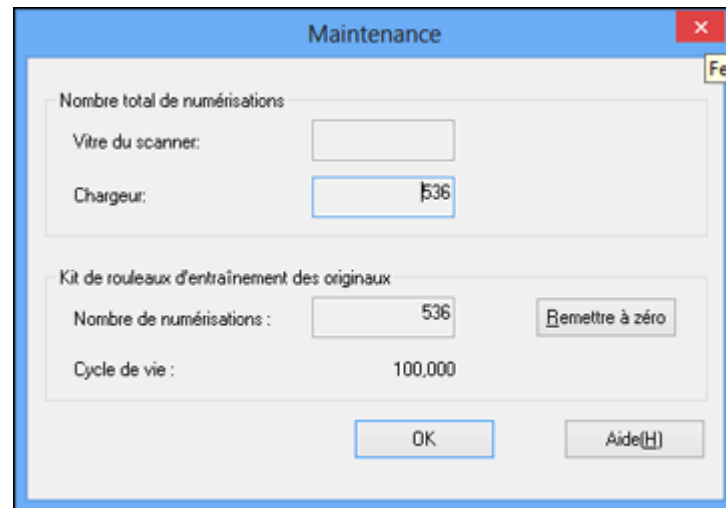 Maintenance
Fe
Nombre total de numérisations
Vitre du scanner:
Chargeur: 536
Kit de rouleaux d'entraînement des originaux
Nombre de numérisations : 536 Remettre à zéro
Cycle de vie : 100,000
OK Aide(H)